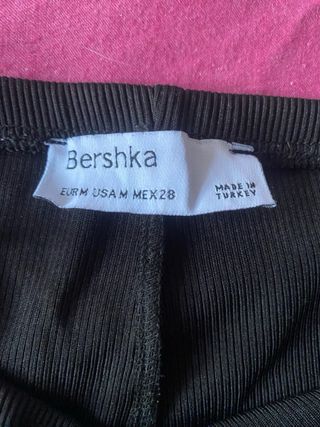 Bershka
EUR M USA M MEX 28
MADE IN
TURKEY